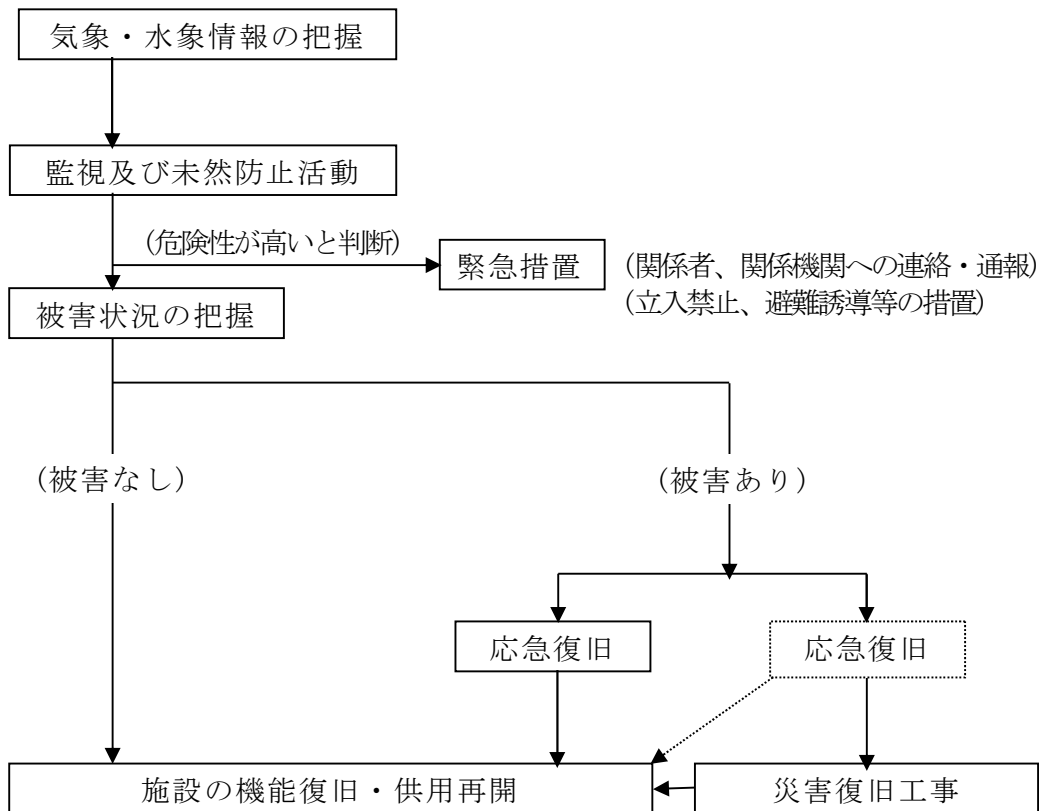 気象・水象情報の把握
監視及び未然防止活動
(危険性が高いと判断)
緊急措置
(関係者、関係機関への連絡・通報)
(立入禁止、避難誘導等の措置)
被害状況の把握
(被害なし)
(被害あり)
応急復旧
応急復旧
施設の機能復旧・供用再開
災害復旧工事